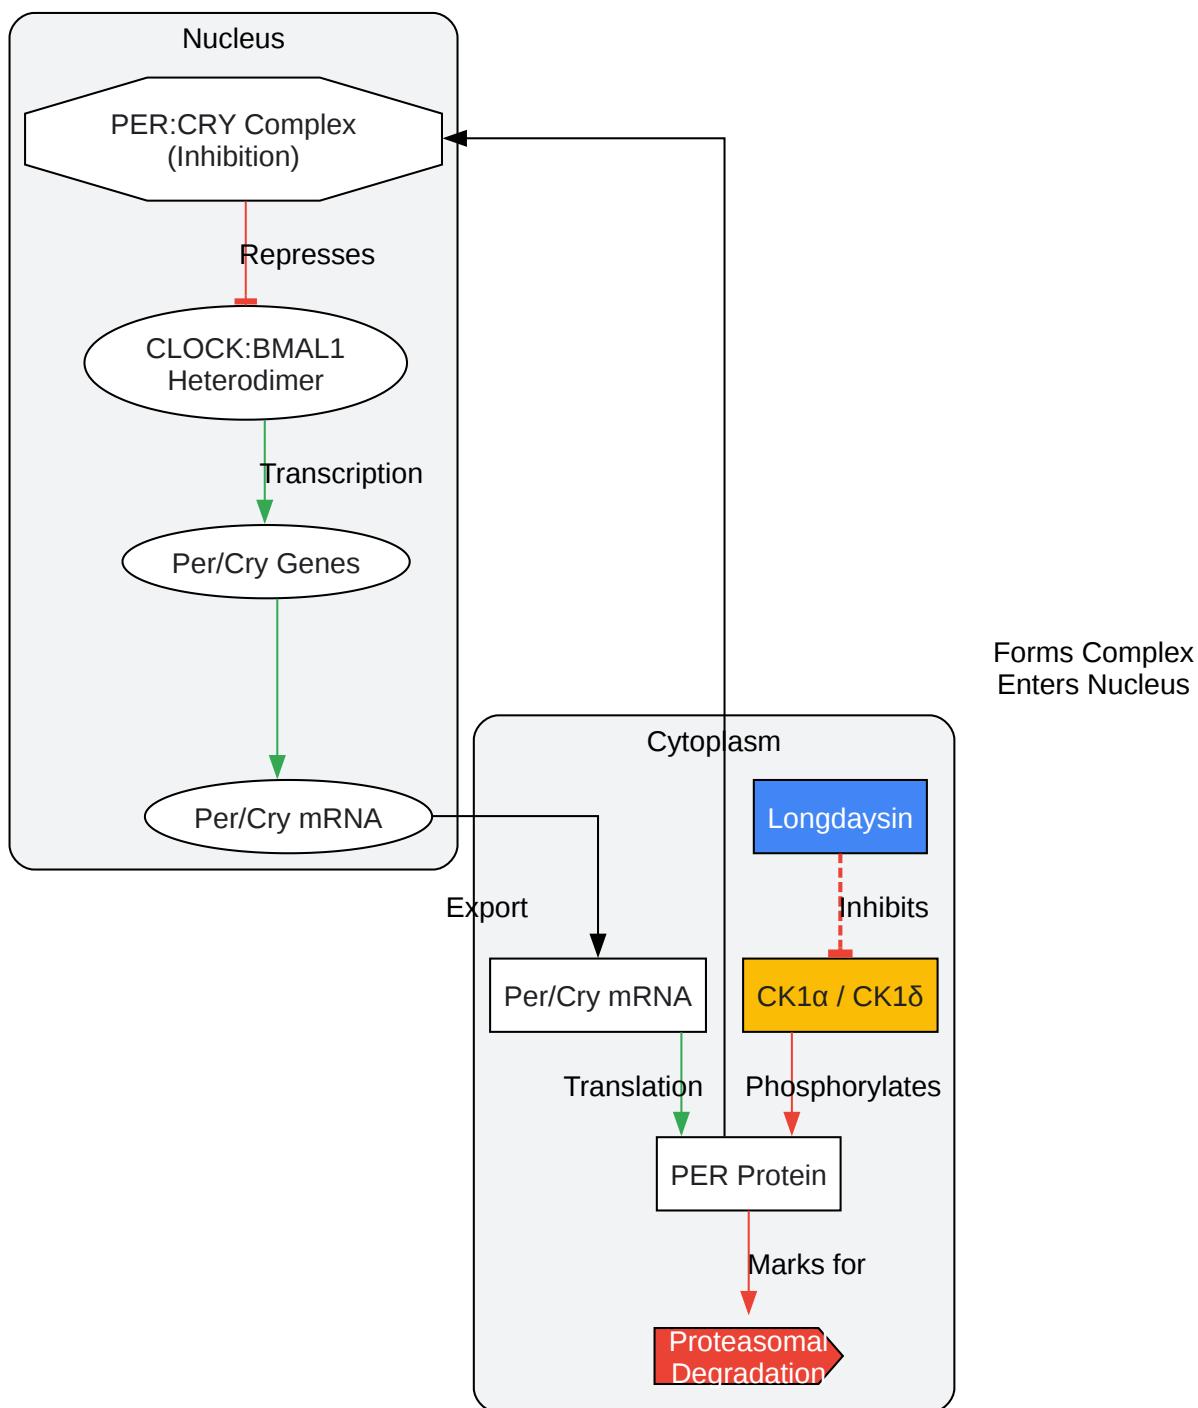 Nucleus
PER:CRY Complex
(Inhibition)
Represses
CLOCK:BMAL1
Heterodimer
Transcription
Per/Cry Genes
Per/Cry mRNA
Export
Forms Complex
Enters Nucleus
Cytoplasm
Longdaysin
Inhibits
Per/Cry mRNA
CK1α / CK1δ
Translation
Phosphorylates
PER Protein
Marks for
Proteasomal
Degradation